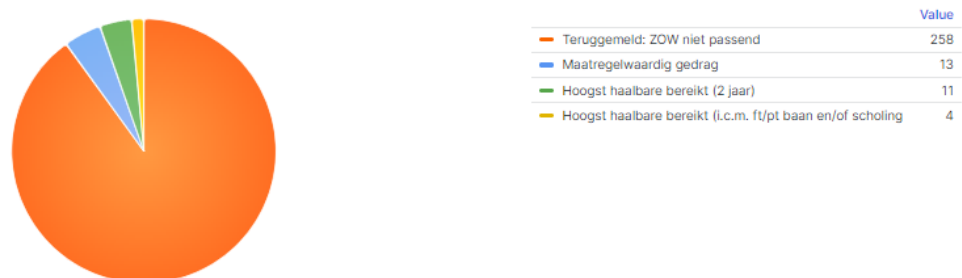 Value
Teruggemeld: ZOW niet passend 258
Maatregelwaardig gedrag 13
Hoogst haalbare bereikt (2 jaar) 11
Hoogst haalbare bereikt (i.c.m. ft/pt baan en/of scholing 4